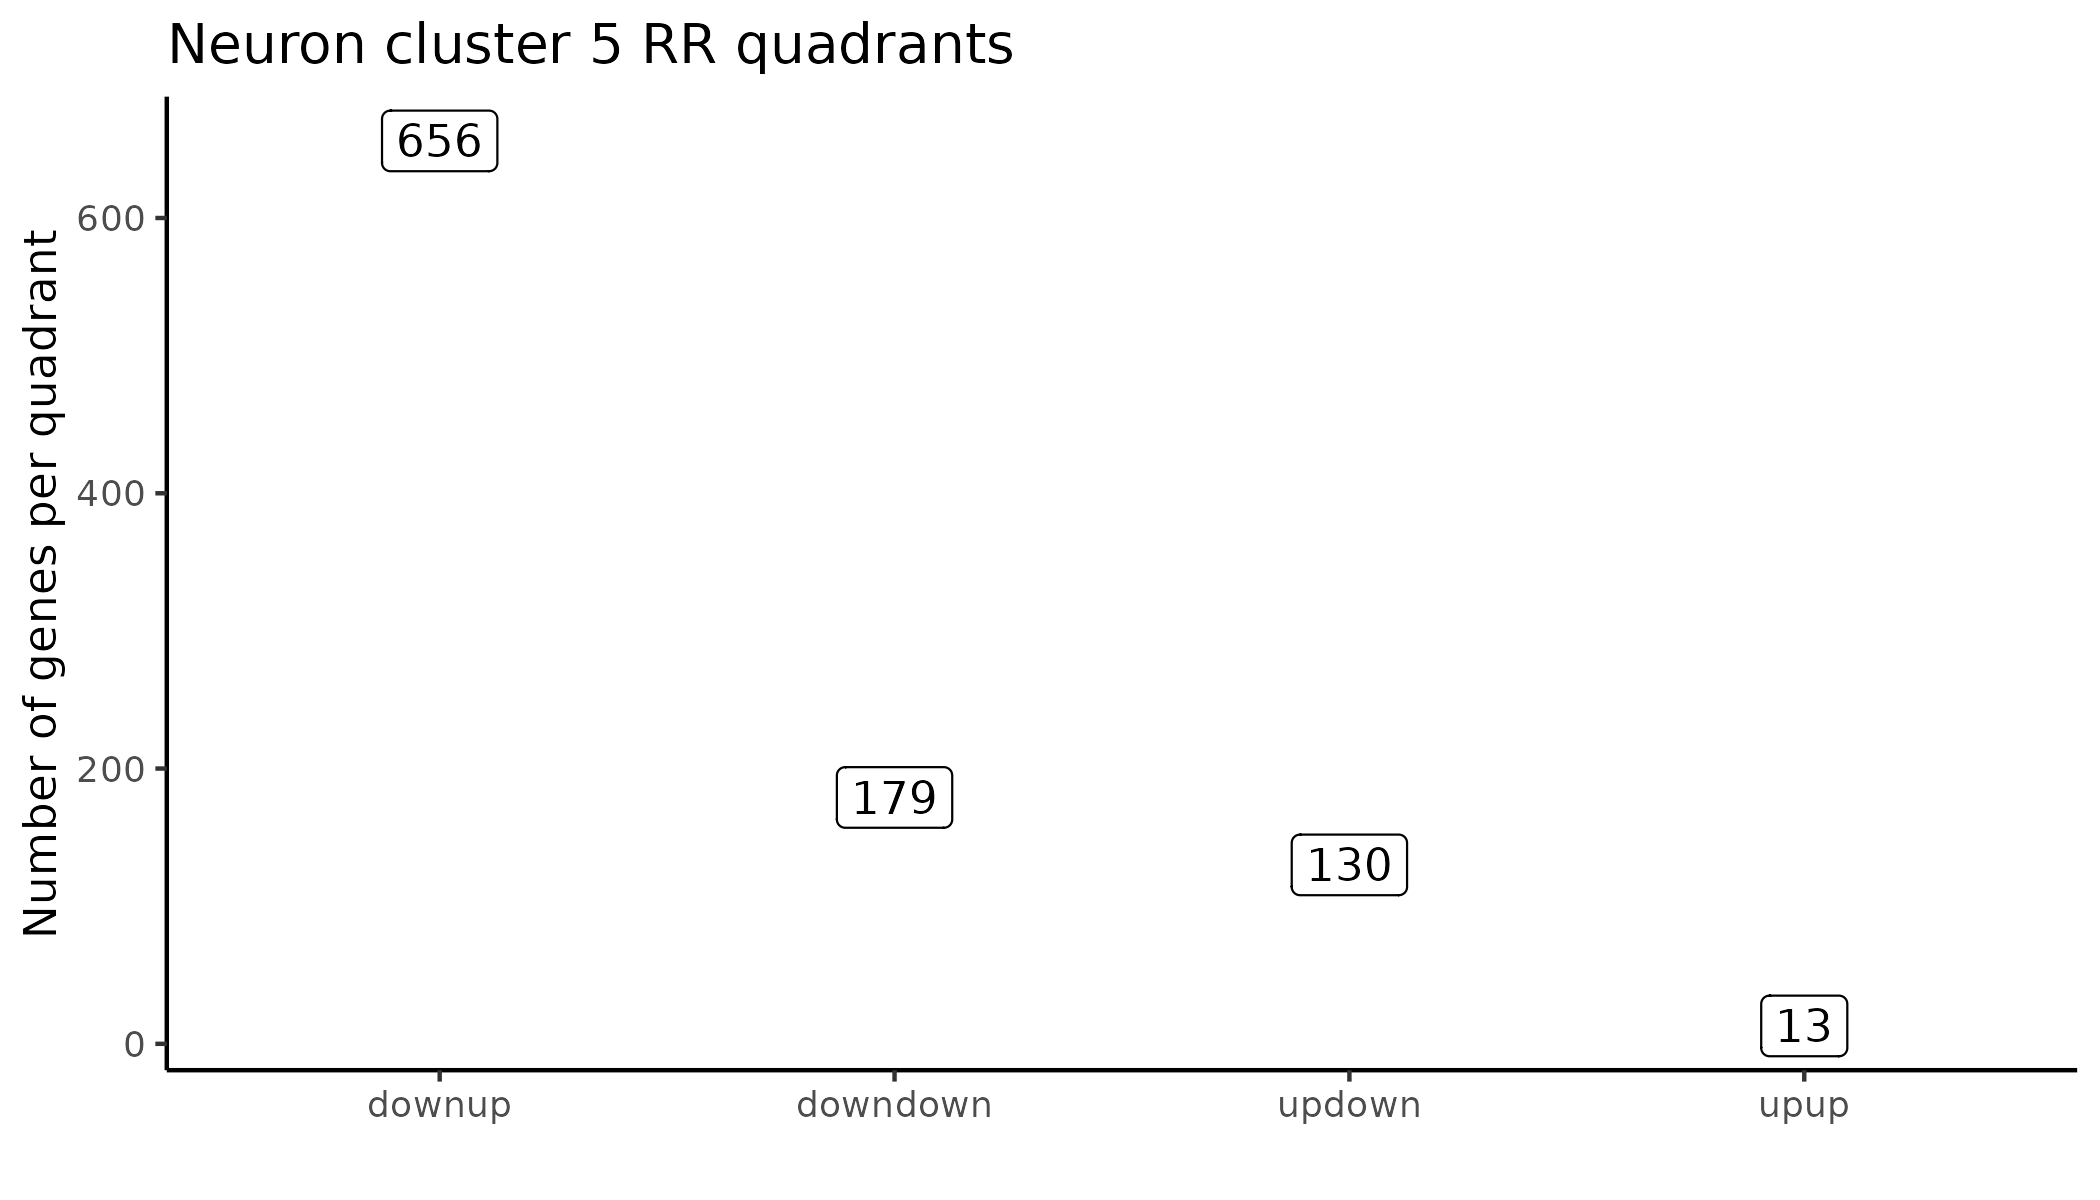 Neuron cluster 5 RR quadrants
Number of genes per quadrant
600
400
200
0
656
179
130
13
downup
downdown
updown
upup